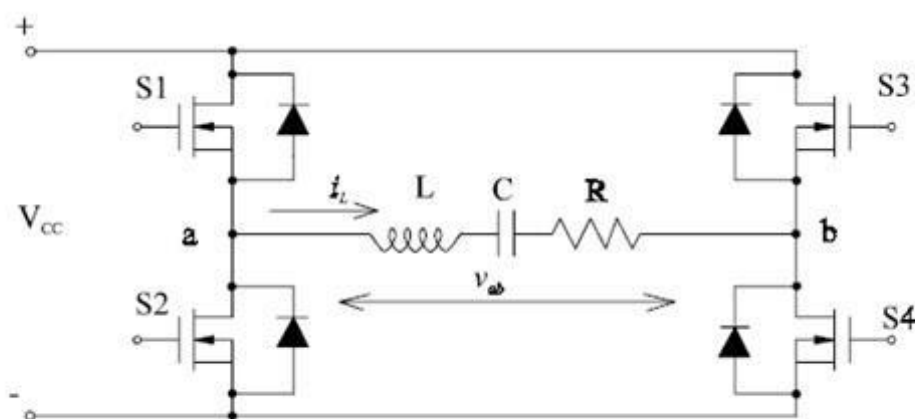 +
S1
S3
i_L
L
C
R
V_CC
a
b
v_ab
S2
S4
-